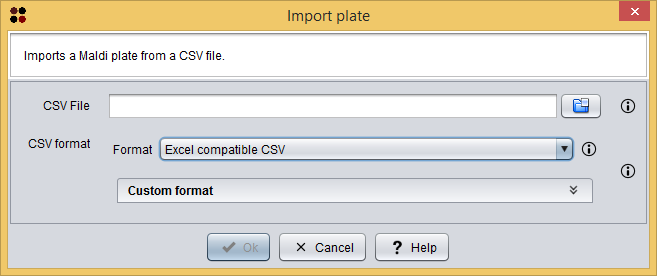 Import plate
Imports a Maldi plate from a CSV file.
CSV File
CSV format
Format Excel compatible CSV
Custom format
Ok Cancel Help